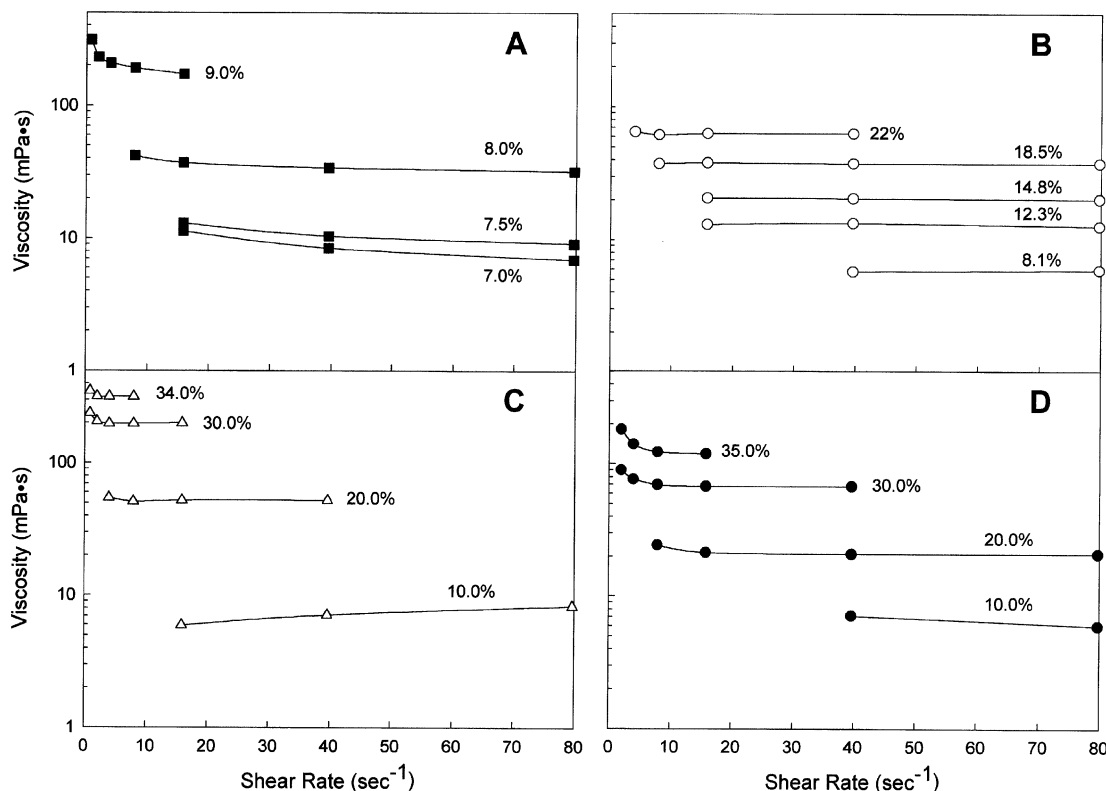 A
B
Viscosity (mPa•s)
100
10
1
9.0%
8.0%
7.5%
7.0%
22%
18.5%
14.8%
12.3%
8.1%
C
D
Viscosity (mPa•s)
100
10
1
34.0%
30.0%
20.0%
10.0%
35.0%
30.0%
20.0%
10.0%
0 10 20 30 40 50 60 70 80
0 10 20 30 40 50 60 70 80
Shear Rate (sec⁻¹)
Shear Rate (sec⁻¹)